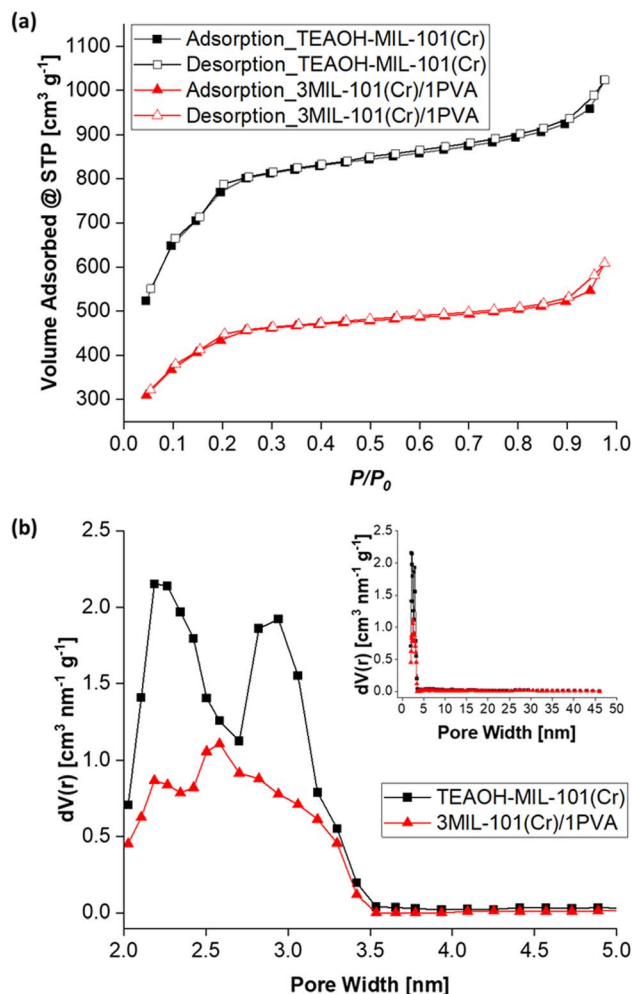 (a)
Adsorption_TEAOH-MIL-101(Cr)
Desorption_TEAOH-MIL-101(Cr)
Adsorption_3MIL-101(Cr)/1PVA
Desorption_3MIL-101(Cr)/1PVA
Volume Adsorbed @ STP [cm³ g⁻¹]
1100
1000
900
800
700
600
500
400
300
0.0 0.1 0.2 0.3 0.4 0.5 0.6 0.7 0.8 0.9 1.0
P/P₀
(b)
dV(r) [cm³ nm⁻¹ g⁻¹]
2.5
2.0
1.5
1.0
0.5
0.0
2.0 2.5 3.0 3.5 4.0 4.5 5.0
Pore Width [nm]
dV(r) [cm³ nm⁻¹ g⁻¹]
2.5
2.0
1.5
1.0
0.5
0.0
0 5 10 15 20 25 30 35 40 45 50
Pore Width [nm]
TEAOH-MIL-101(Cr)
3MIL-101(Cr)/1PVA